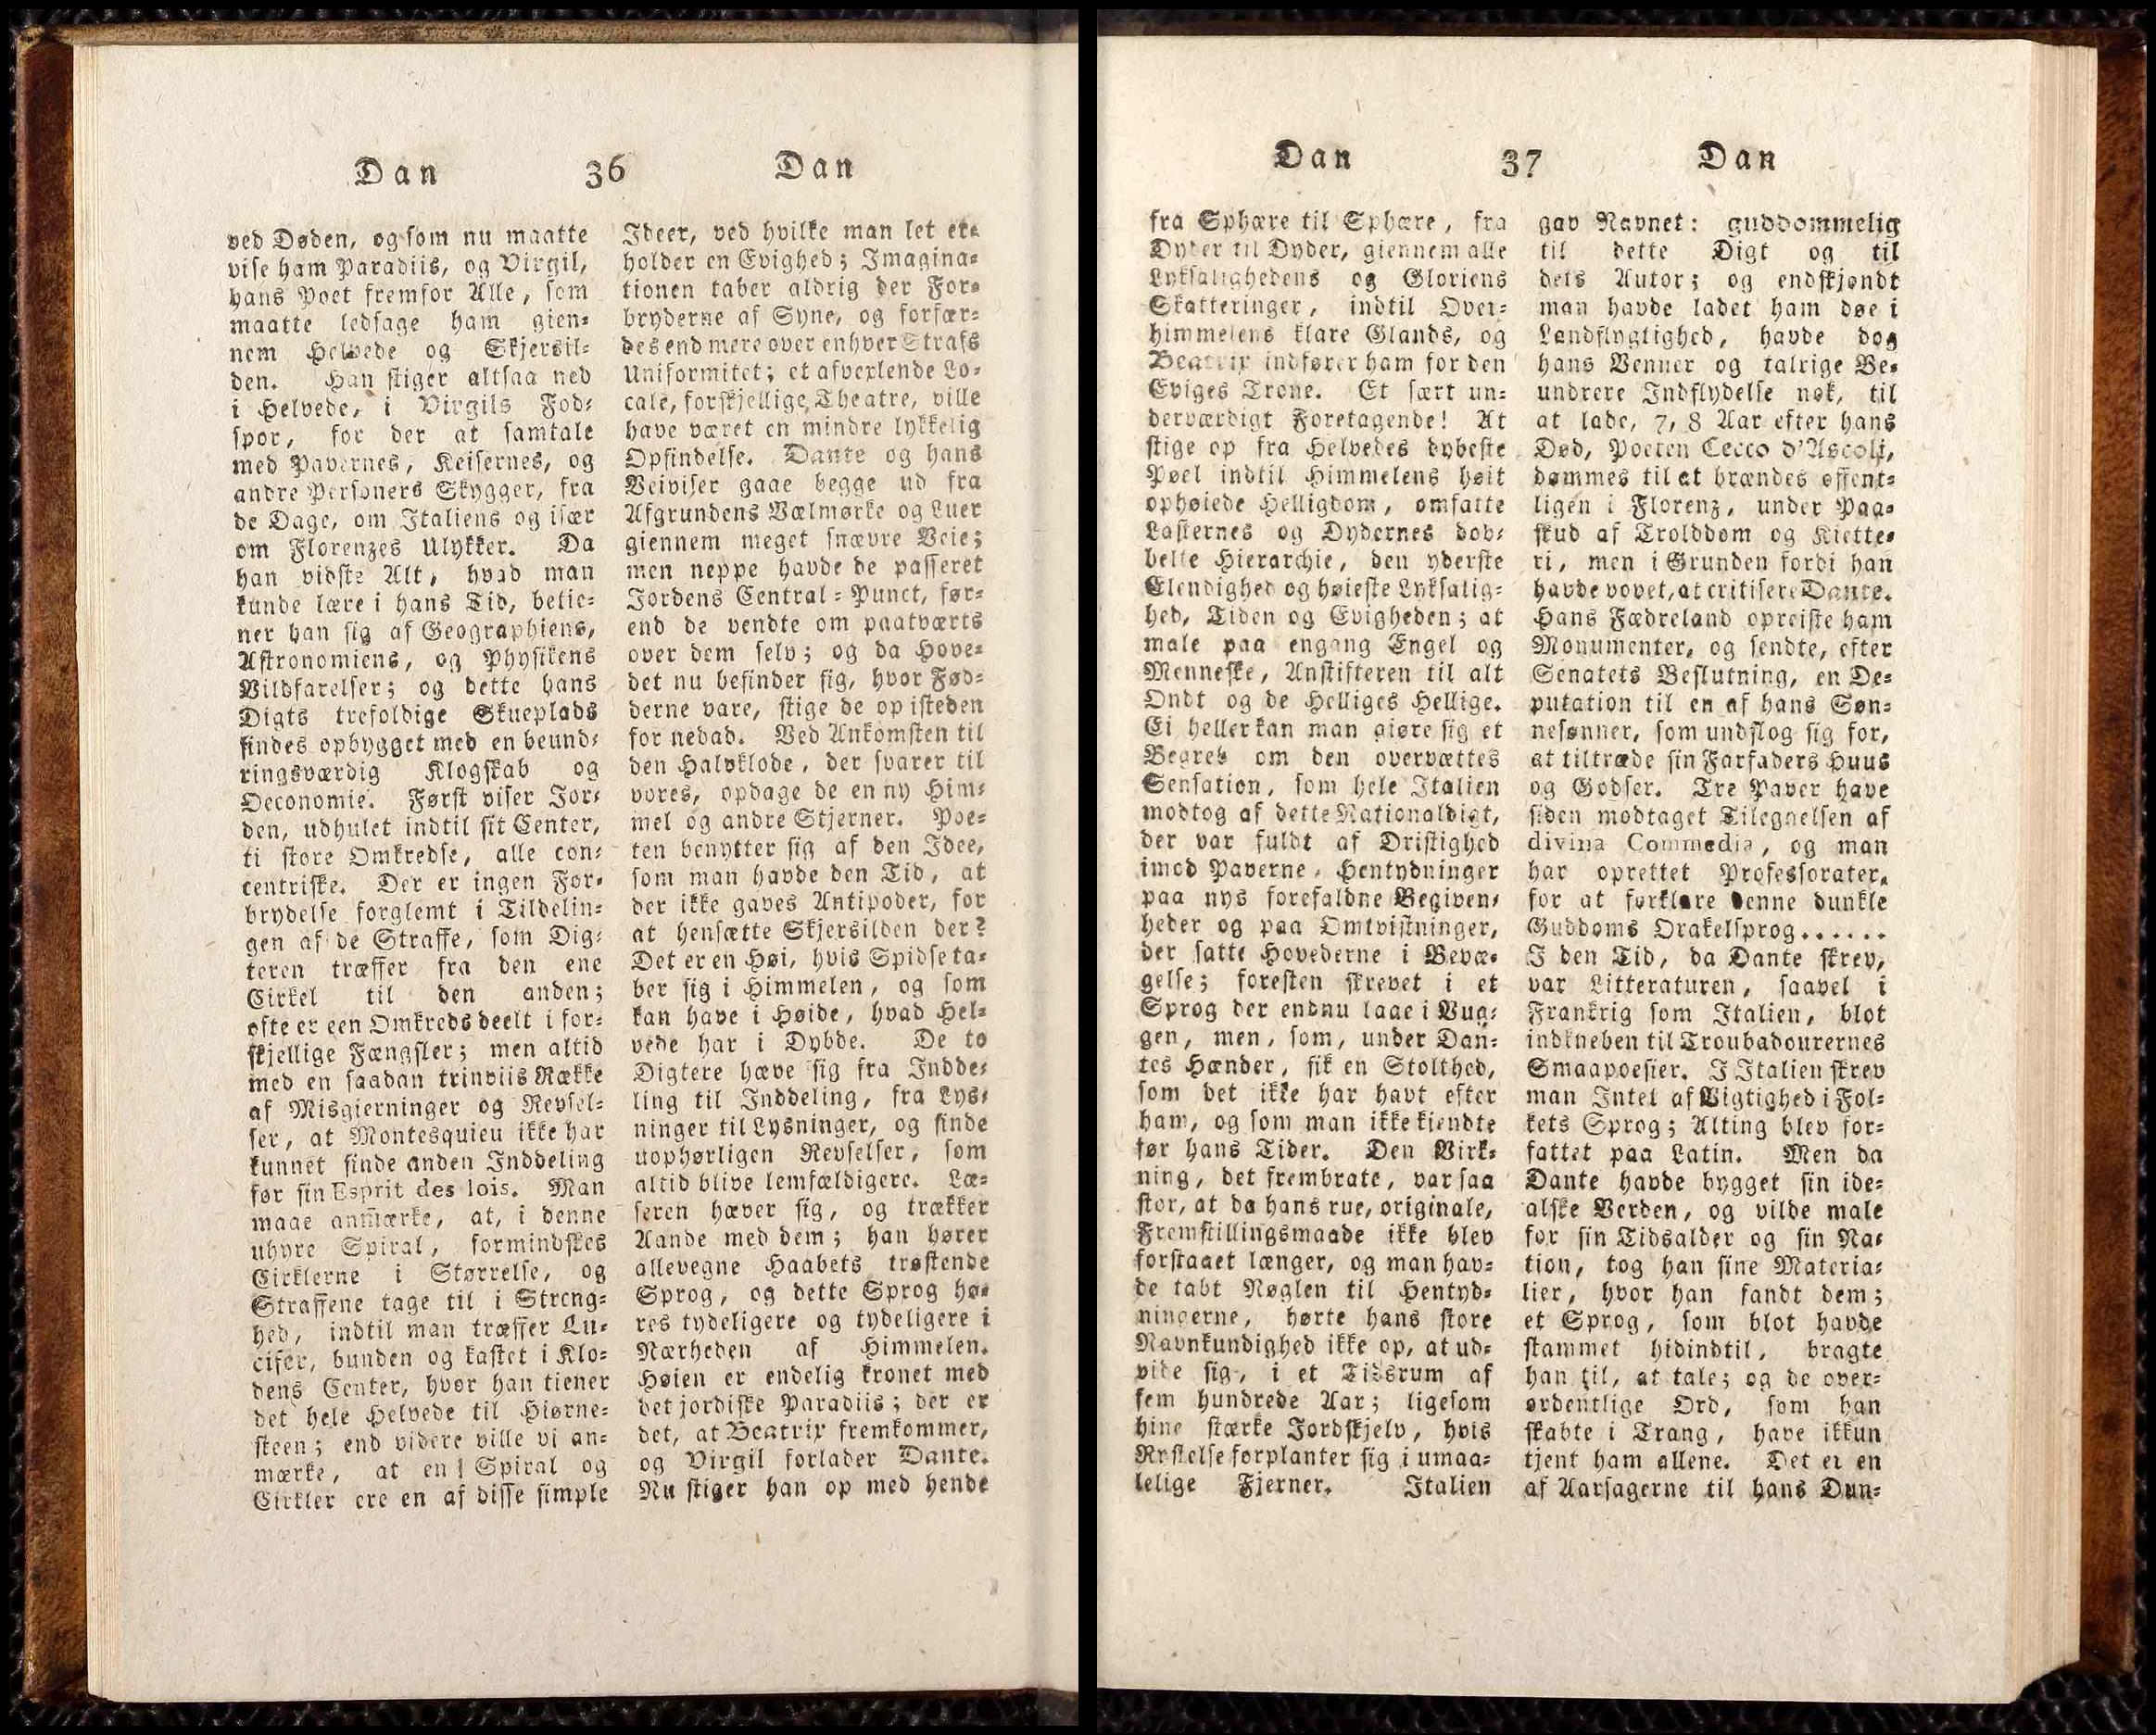 Dan 36 Dan
ved Døden, og som nu maatte
vise ham Paradiis, og Virgil,
hans Poet fremfor Alle, som
maatte ledsage ham gien-
nem Helvede og Skjersil-
den. Han stiger altsaa ned
i Helvede, i Virgils Fod-
spor, for der at samtale
med Pavernes, Keisernes, og
andre Personers Skygger, fra
de Dage, om Italiens og især
om Florenzes Ulykker. Da
han vidste Alt, hvad man
kunde lære i hans Tid, betie-
ner han sig af Geographiens,
Astronomiens, og Physikens
Vildfarelser; og dette hans
Digts trefoldige Skueplads
findes opbygget med en beund-
ringsværdig Klogskab og
Oeconomie. Først viser Jor-
den, udhulet indtil sit Center,
ti store Omkredse, alle con-
centriske. Der er ingen For-
brydelse forglemt i Tildelin-
gen af de Straffe, som Dig-
teren træffer fra den ene
Cirkel til den anden;
ofte er een Omkreds deelt i for-
skjellige Fængsler; men altid
med en saadan trinviis Række
af Misgierninger og Revsel-
ser, at Montesquieu ikke har
kunnet finde anden Inddeling
for sin Esprit des lois. Man
maae anmærke, at, i denne
uhyre Spiral, formindskes
Cirklerne i Størrelse, og
Straffene tage til i Streng-
hed, indtil man træffer Lu-
cifer, bunden og kastet i Klo-
dens Center, hvor han tiener
det hele Helvede til Hiørne-
steen; end videre ville vi an-
mærke, at en Spiral og
Cirkler ere en af disse simple
Ideer, ved hvilke man let er-
holder en Evighed; Imagina-
tionen taber aldrig der For-
bryderne af Syne, og forfær-
des end mere over enhver Strafs
Uniformitet; et afvexlende Lo-
cale, forskjellige Theatre, ville
have været en mindre lykkelig
Opfindelse. Dante og hans
Veiviser gaae begge ud fra
Afgrundens Vælmørke og Luer
giennem meget snævre Veie;
men neppe havde de passeret
Jordens Central-Punct, før-
end de vendte om paatværts
over dem selv; og da Hove-
det nu befinder sig, hvor Fød-
derne vare, stige de op isteden
for nedad. Ved Ankomsten til
den Halvklode, der svarer til
vores, opdage de en ny Him-
mel og andre Stjerner. Poe-
ten benytter sig af den Idee,
som man havde den Tid, at
der ikke gaves Antipoder, for
at hensætte Skjersilden der?
Det er en Høi, hvis Spidse ta-
ber sig i Himmelen, og som
kan have i Høide, hvad Hel-
vede har i Dybde. De to
Digtere hæve sig fra Indde-
ling til Inddeling, fra Lys-
ninger til Lysninger, og finde
uophørligen Revselser, som
altid blive lemfældigere. Læ-
seren hæver sig, og trækker
Aande med dem; han hører
allevegne Haabets trøstende
Sprog, og dette Sprog hø-
res tydeligere og tydeligere i
Nærheden af Himmelen.
Høien er endelig kronet med
det jordiske Paradiis; der er
det, at Beatrix fremkommer,
og Virgil forlader Dante.
Nu stiger han op med hende
Dan 37 Dan
fra Sphære til Sphære, fra
Dyder til Dyder, giennem alle
Lyksalighedens og Gloriens
Skatteringer, indtil Over-
himmelens klare Glands, og
Beatrix indfører ham for den
Eviges Trone. Et sært un-
derværdigt Foretagende! At
stige op fra Helvedes dybeste
Pøel indtil Himmelens høit
ophøiede Helligdom, omfatte
Lasternes og Dydernes dob-
belte Hierarchie, den yderste
Elendighed og høieste Lyksalig-
hed, Tiden og Evigheden; at
male paa engang Engel og
Menneske, Anstifteren til alt
Ondt og de Helliges Hellige.
Ei heller kan man giøre sig et
Begreb om den overvættes
Sensation, som hele Italien
modtog af dette Nationaldigt,
der var fuldt af Dristighed
imod Paverne, Hentydninger
paa nys forefaldne Begiven-
heder og paa Omtvistninger,
der satte Hovederne i Bevæ-
gelse; foresten skrevet i et
Sprog der endnu laae i Vug-
gen, men, som, under Dan-
tes Hænder, fik en Stolthed,
som det ikke har havt efter
ham, og som man ikke kiendte
før hans Tider. Den Virk-
ning, det frembrate, var saa
stor, at da hans rue, originale,
Fremstillingsmaade ikke blev
forstaaet længer, og man hav-
de tabt Nøglen til Hentyd-
ningerne, hørte hans store
Navnkundighed ikke op, at ud-
vide sig, i et Tidsrum af
fem hundrede Aar; ligesom
hine stærke Jordskjelv, hvis
Rystelse forplanter sig i umaa-
lelige Fjerner. Italien
gav Navnet: guddommelig
til dette Digt og til
dets Autor; og endskjøndt
man havde ladet ham døe i
Landflygtighed, havde dog
hans Venner og talrige Be-
undrere Indflydelse nok, til
at lade, 7, 8 Aar efter hans
Død, Poeten Cecco d'Ascoli,
dømmes til at brændes offent-
ligen i Florenz, under Paa-
skud af Trolddom og Kiette-
ri, men i Grunden fordi han
havde vovet, at critisere Dante.
Hans Fædreland opreiste ham
Monumenter, og sendte, efter
Senatets Beslutning, en De-
putation til en af hans Søn-
nesønner, som undslog sig for,
at tiltræde sin Farfaders Huus
og Godser. Tre Paver have
siden modtaget Tilegnelsen af
divina Commedia, og man
har oprettet Professorater,
for at forklare denne dunkle
Guddoms Orakelsprog......
I den Tid, da Dante skrev,
var Litteraturen, saavel i
Frankrig som Italien, blot
indkneben til Troubadourernes
Smaapoesier. I Italien skrev
man Intet af Vigtighed i Fol-
kets Sprog; Alting blev for-
fattet paa Latin. Men da
Dante havde bygget sin ide-
alske Verden, og vilde male
for sin Tidsalder og sin Na-
tion, tog han sine Materia-
lier, hvor han fandt dem;
et Sprog, som blot havde
stammet hidindtil, bragte
han til, at tale; og de over-
ordentlige Ord, som han
skabte i Trang, have ikkun
tjent ham allene. Det er en
af Aarsagerne til hans Dun-